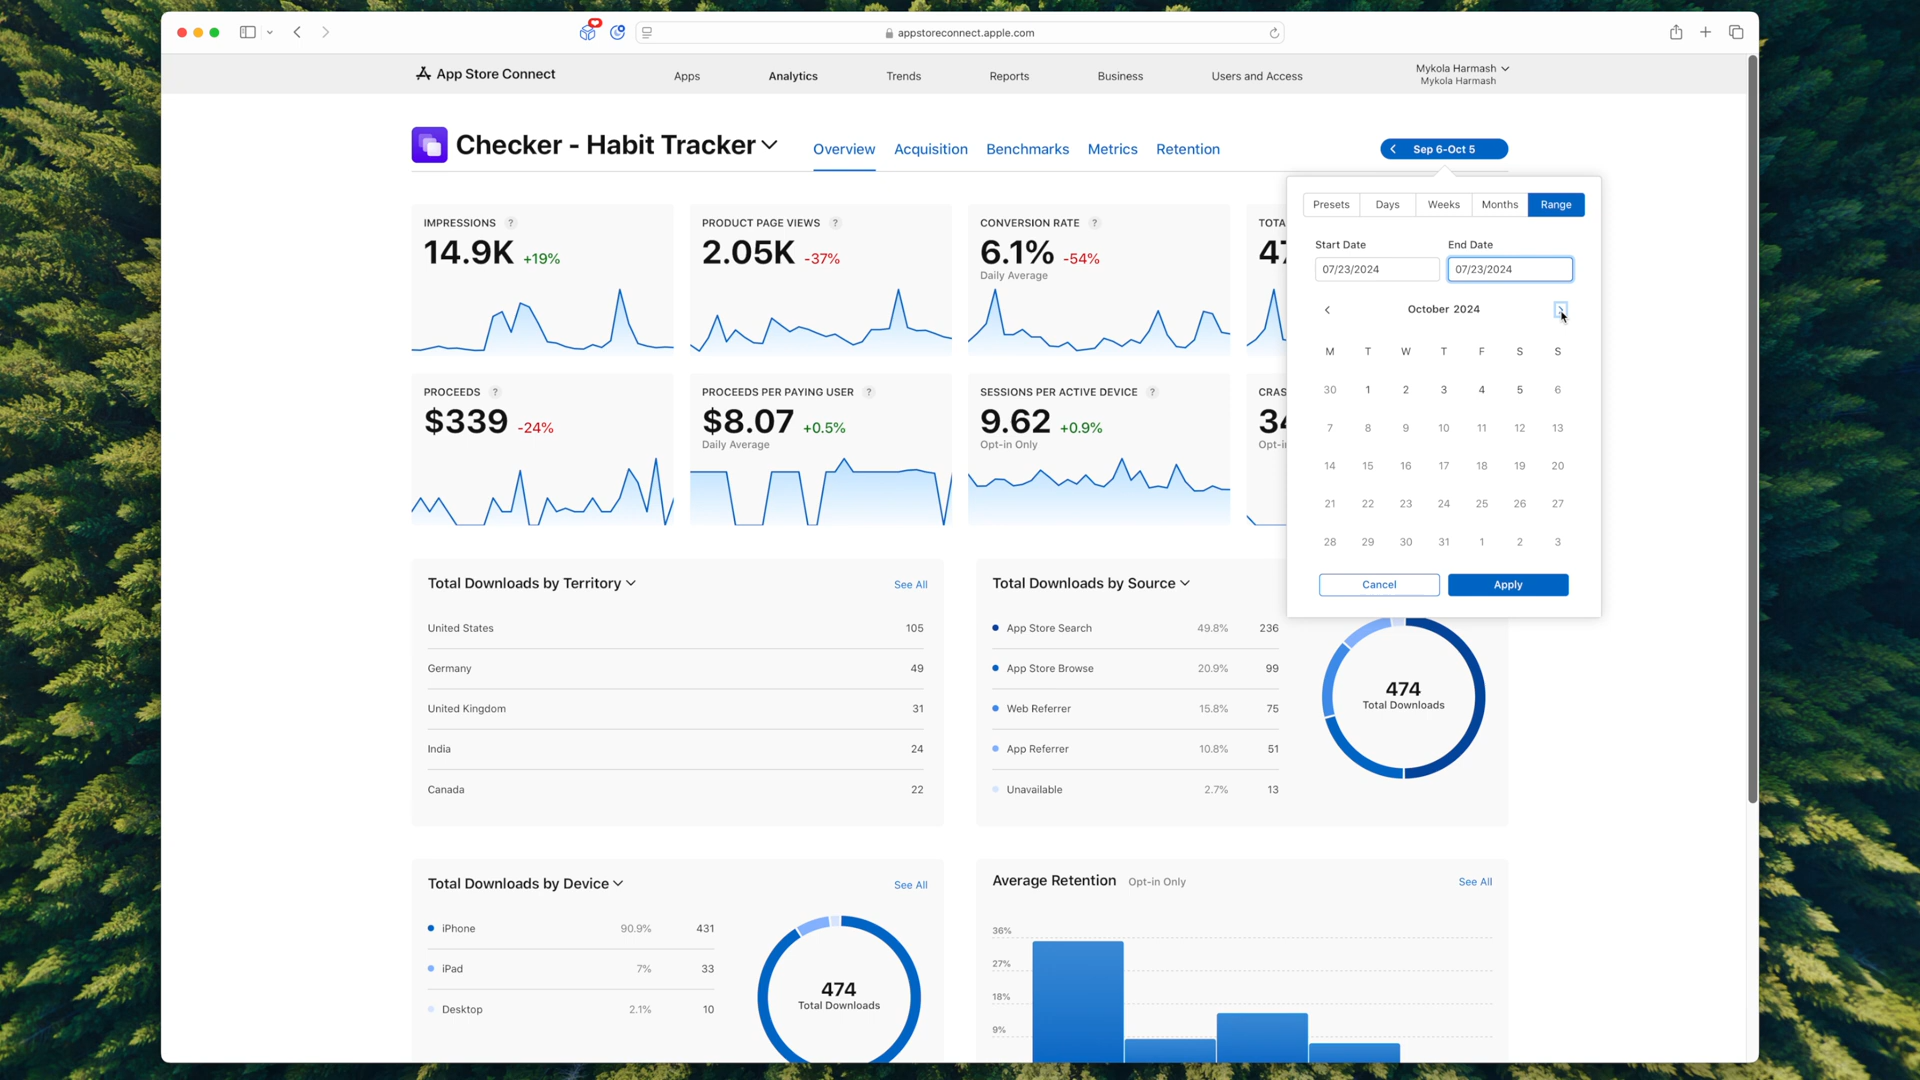 appstoreconnect.apple.com
App Store Connect
Apps
Analytics
Trends
Reports
Business
Users and Access
Mykola Harmash
Mykola Harmash
Checker - Habit Tracker
Overview
Acquisition
Benchmarks
Metrics
Retention
Sep 6-Oct 5
Presets
Days
Weeks
Months
Range
Start Date
End Date
07/23/2024
07/23/2024
October 2024
M T W T F S S
30 1 2 3 4 5 6
7 8 9 10 11 12 13
14 15 16 17 18 19 20
21 22 23 24 25 26 27
28 29 30 31 1 2 3
Cancel
Apply
IMPRESSIONS ?
14.9K +19%
PRODUCT PAGE VIEWS ?
2.05K -37%
CONVERSION RATE ?
6.1% -54%
Daily Average
TOTA
47
PROCEEDS ?
$339 -24%
PROCEEDS PER PAYING USER ?
$8.07 +0.5%
Daily Average
SESSIONS PER ACTIVE DEVICE ?
9.62 +0.9%
Opt-in Only
CRAS
34
Opt-i
Total Downloads by Territory
See All
United States 105
Germany 49
United Kingdom 31
India 24
Canada 22
Total Downloads by Source
App Store Search 49.8% 236
App Store Browse 20.9% 99
Web Referrer 15.8% 75
App Referrer 10.8% 51
Unavailable 2.7% 13
474
Total Downloads
Total Downloads by Device
See All
iPhone 90.9% 431
iPad 7% 33
Desktop 2.1% 10
474
Total Downloads
Average Retention Opt-in Only
See All
36%
27%
18%
9%